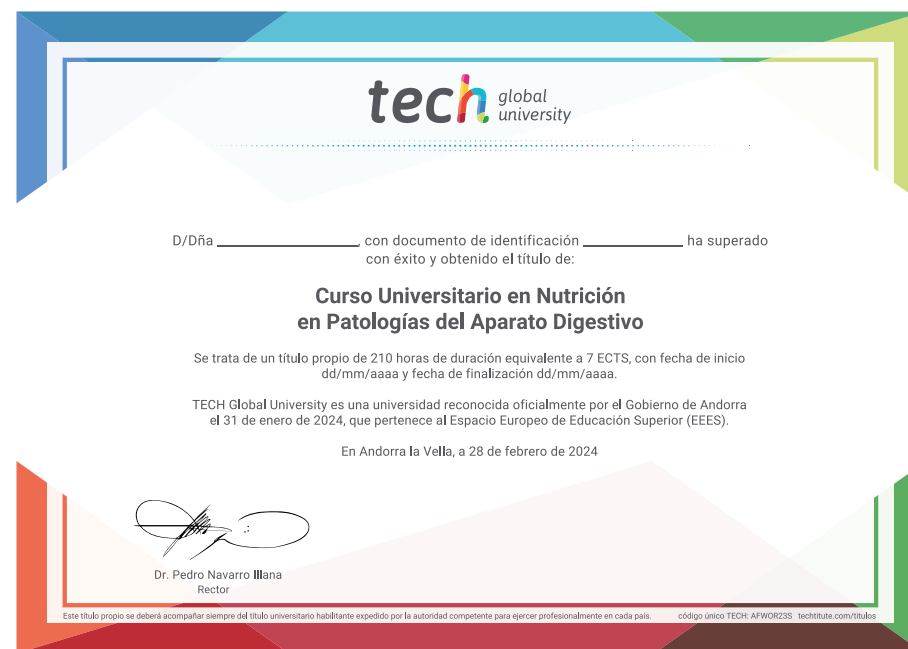 tech global university
D/Dña ____________________, con documento de identificación ______________ ha superado
con éxito y obtenido el título de:
Curso Universitario en Nutrición
en Patologías del Aparato Digestivo
Se trata de un título propio de 210 horas de duración equivalente a 7 ECTS, con fecha de inicio
dd/mm/aaaa y fecha de finalización dd/mm/aaaa.
TECH Global University es una universidad reconocida oficialmente por el Gobierno de Andorra
el 31 de enero de 2024, que pertenece al Espacio Europeo de Educación Superior (EEES).
En Andorra la Vella, a 28 de febrero de 2024
Dr. Pedro Navarro Illana
Rector
Este título propio se deberá acompañar siempre del título universitario habilitante expedido por la autoridad competente para ejercer profesionalmente en cada país. código único TECH: AFWOR23S techtitute.com/titulos